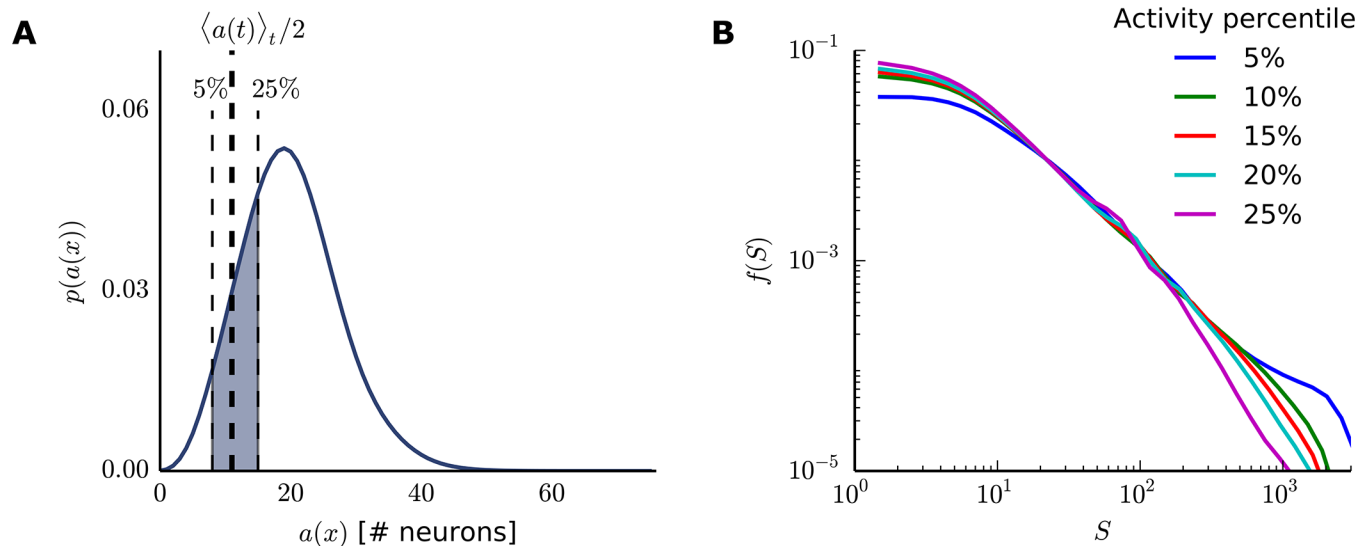 A
⟨a(t)⟩_t/2
5% 25%
0.06
0.03
0.00
p(a(x))
0 20 40 60
a(x) [# neurons]
B
Activity percentile
5%
10%
15%
20%
25%
10^{-1}
10^{-3}
10^{-5}
f(S)
10^0 10^1 10^2 10^3
S